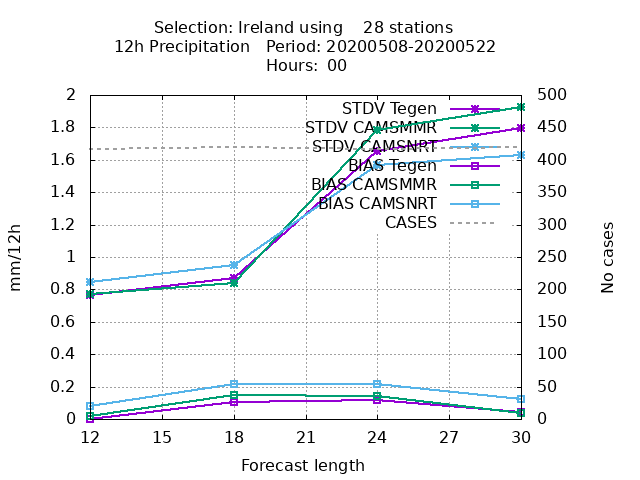 Selection: Ireland using    28 stations
12h Precipitation   Period: 20200508-20200522
Hours:  00
2
1.8
1.6
1.4
1.2
1
0.8
0.6
0.4
0.2
0
mm/12h
STDV Tegen
STDV CAMSMMR
STDV CAMSNRT
BIAS Tegen
BIAS CAMSMMR
BIAS CAMSNRT
CASES
500
450
400
350
300
250
200
150
100
50
0
No cases
12 15 18 21 24 27 30
Forecast length